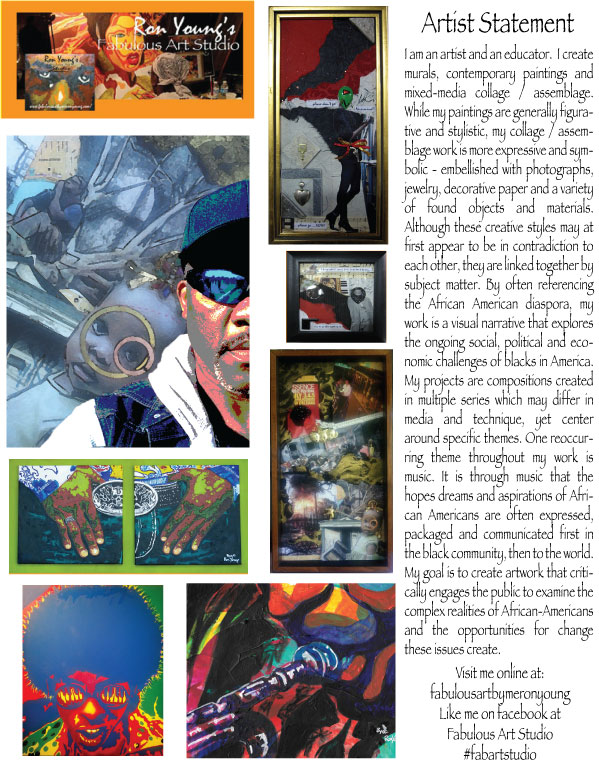 Ron Young's
Fabulous Art Studio
Ron Young's
Artist Statement
I am an artist and an educator. I create
murals, contemporary paintings and
mixed-media collage / assemblage.
While my paintings are generally figura-
tive and stylistic, my collage / assem-
blage work is more expressive and sym-
bolic - embellished with photographs,
jewelry, decorative paper and a variety
of found objects and materials.
Although these creative styles may at
first appear to be in contradiction to
each other, they are linked together by
subject matter. By often referencing
the African American diaspora, my
work is a visual narrative that explores
the ongoing social, political and eco-
nomic challenges of blacks in America.
My projects are compositions created
in multiple series which may differ in
media and technique, yet center
around specific themes. One reoccur-
ring theme throughout my work is
music. It is through music that the
hopes dreams and aspirations of Afri-
can Americans are often expressed,
packaged and communicated first in
the black community, then to the world.
My goal is to create artwork that criti-
cally engages the public to examine the
complex realities of African-Americans
and the opportunities for change
these issues create.
Visit me online at:
fabulousartbymeronyoung
Like me on facebook at
Fabulous Art Studio
#fabartstudio